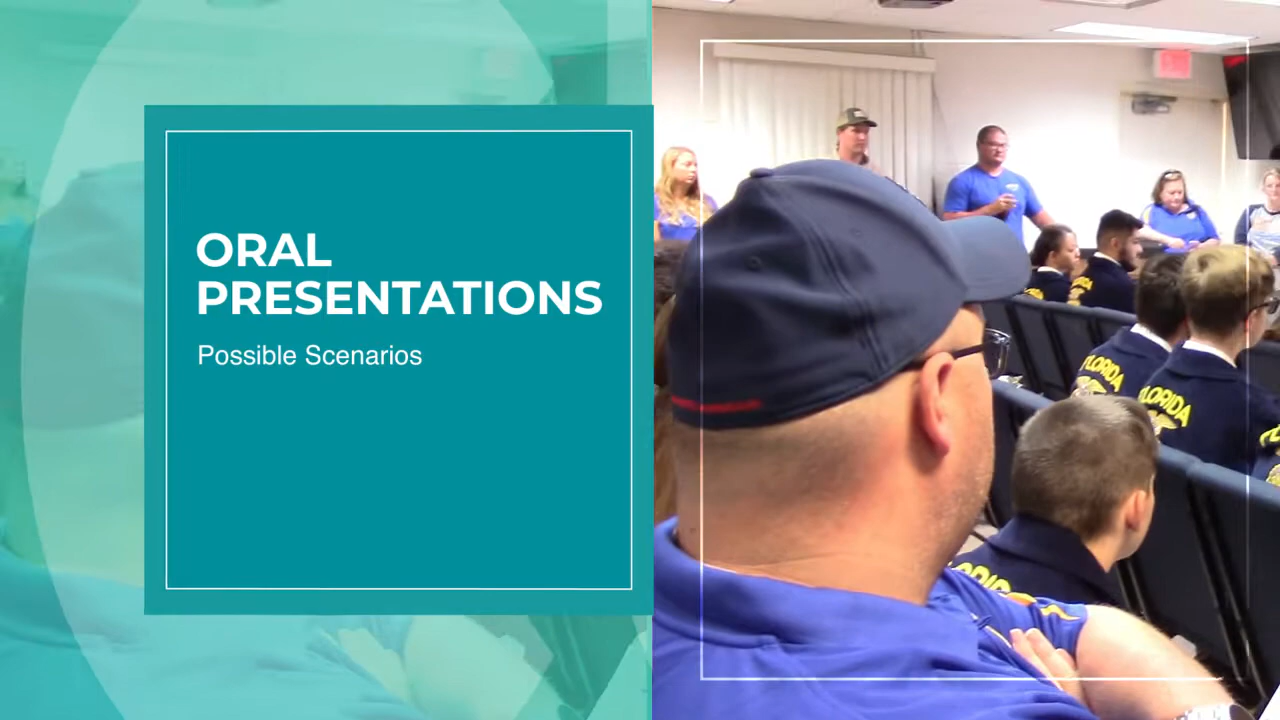 ORAL
PRESENTATIONS
Possible Scenarios
FLORIDA
FLORIDA